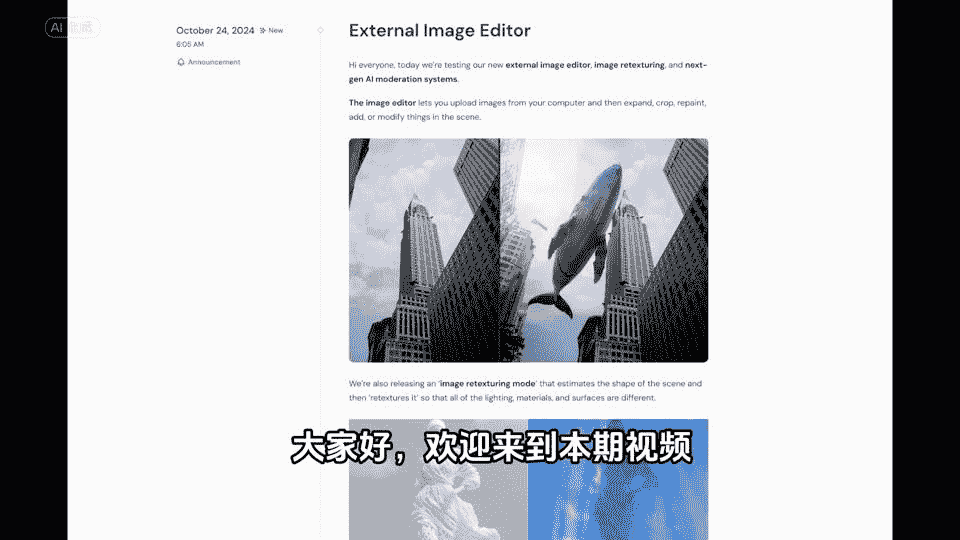 October 24, 2024 New
6:05 AM
Announcement
External Image Editor
Hi everyone, today we're testing our new external image editor, image retexturing, and next-
gen AI moderation systems.
The image editor lets you upload images from your computer and then expand, crop, repaint,
add, or modify things in the scene.
We're also releasing an 'image retexturing mode' that estimates the shape of the scene and
then 'retextures it' so that all of the lighting, materials, and surfaces are different.
大家好，欢迎来到本期视频